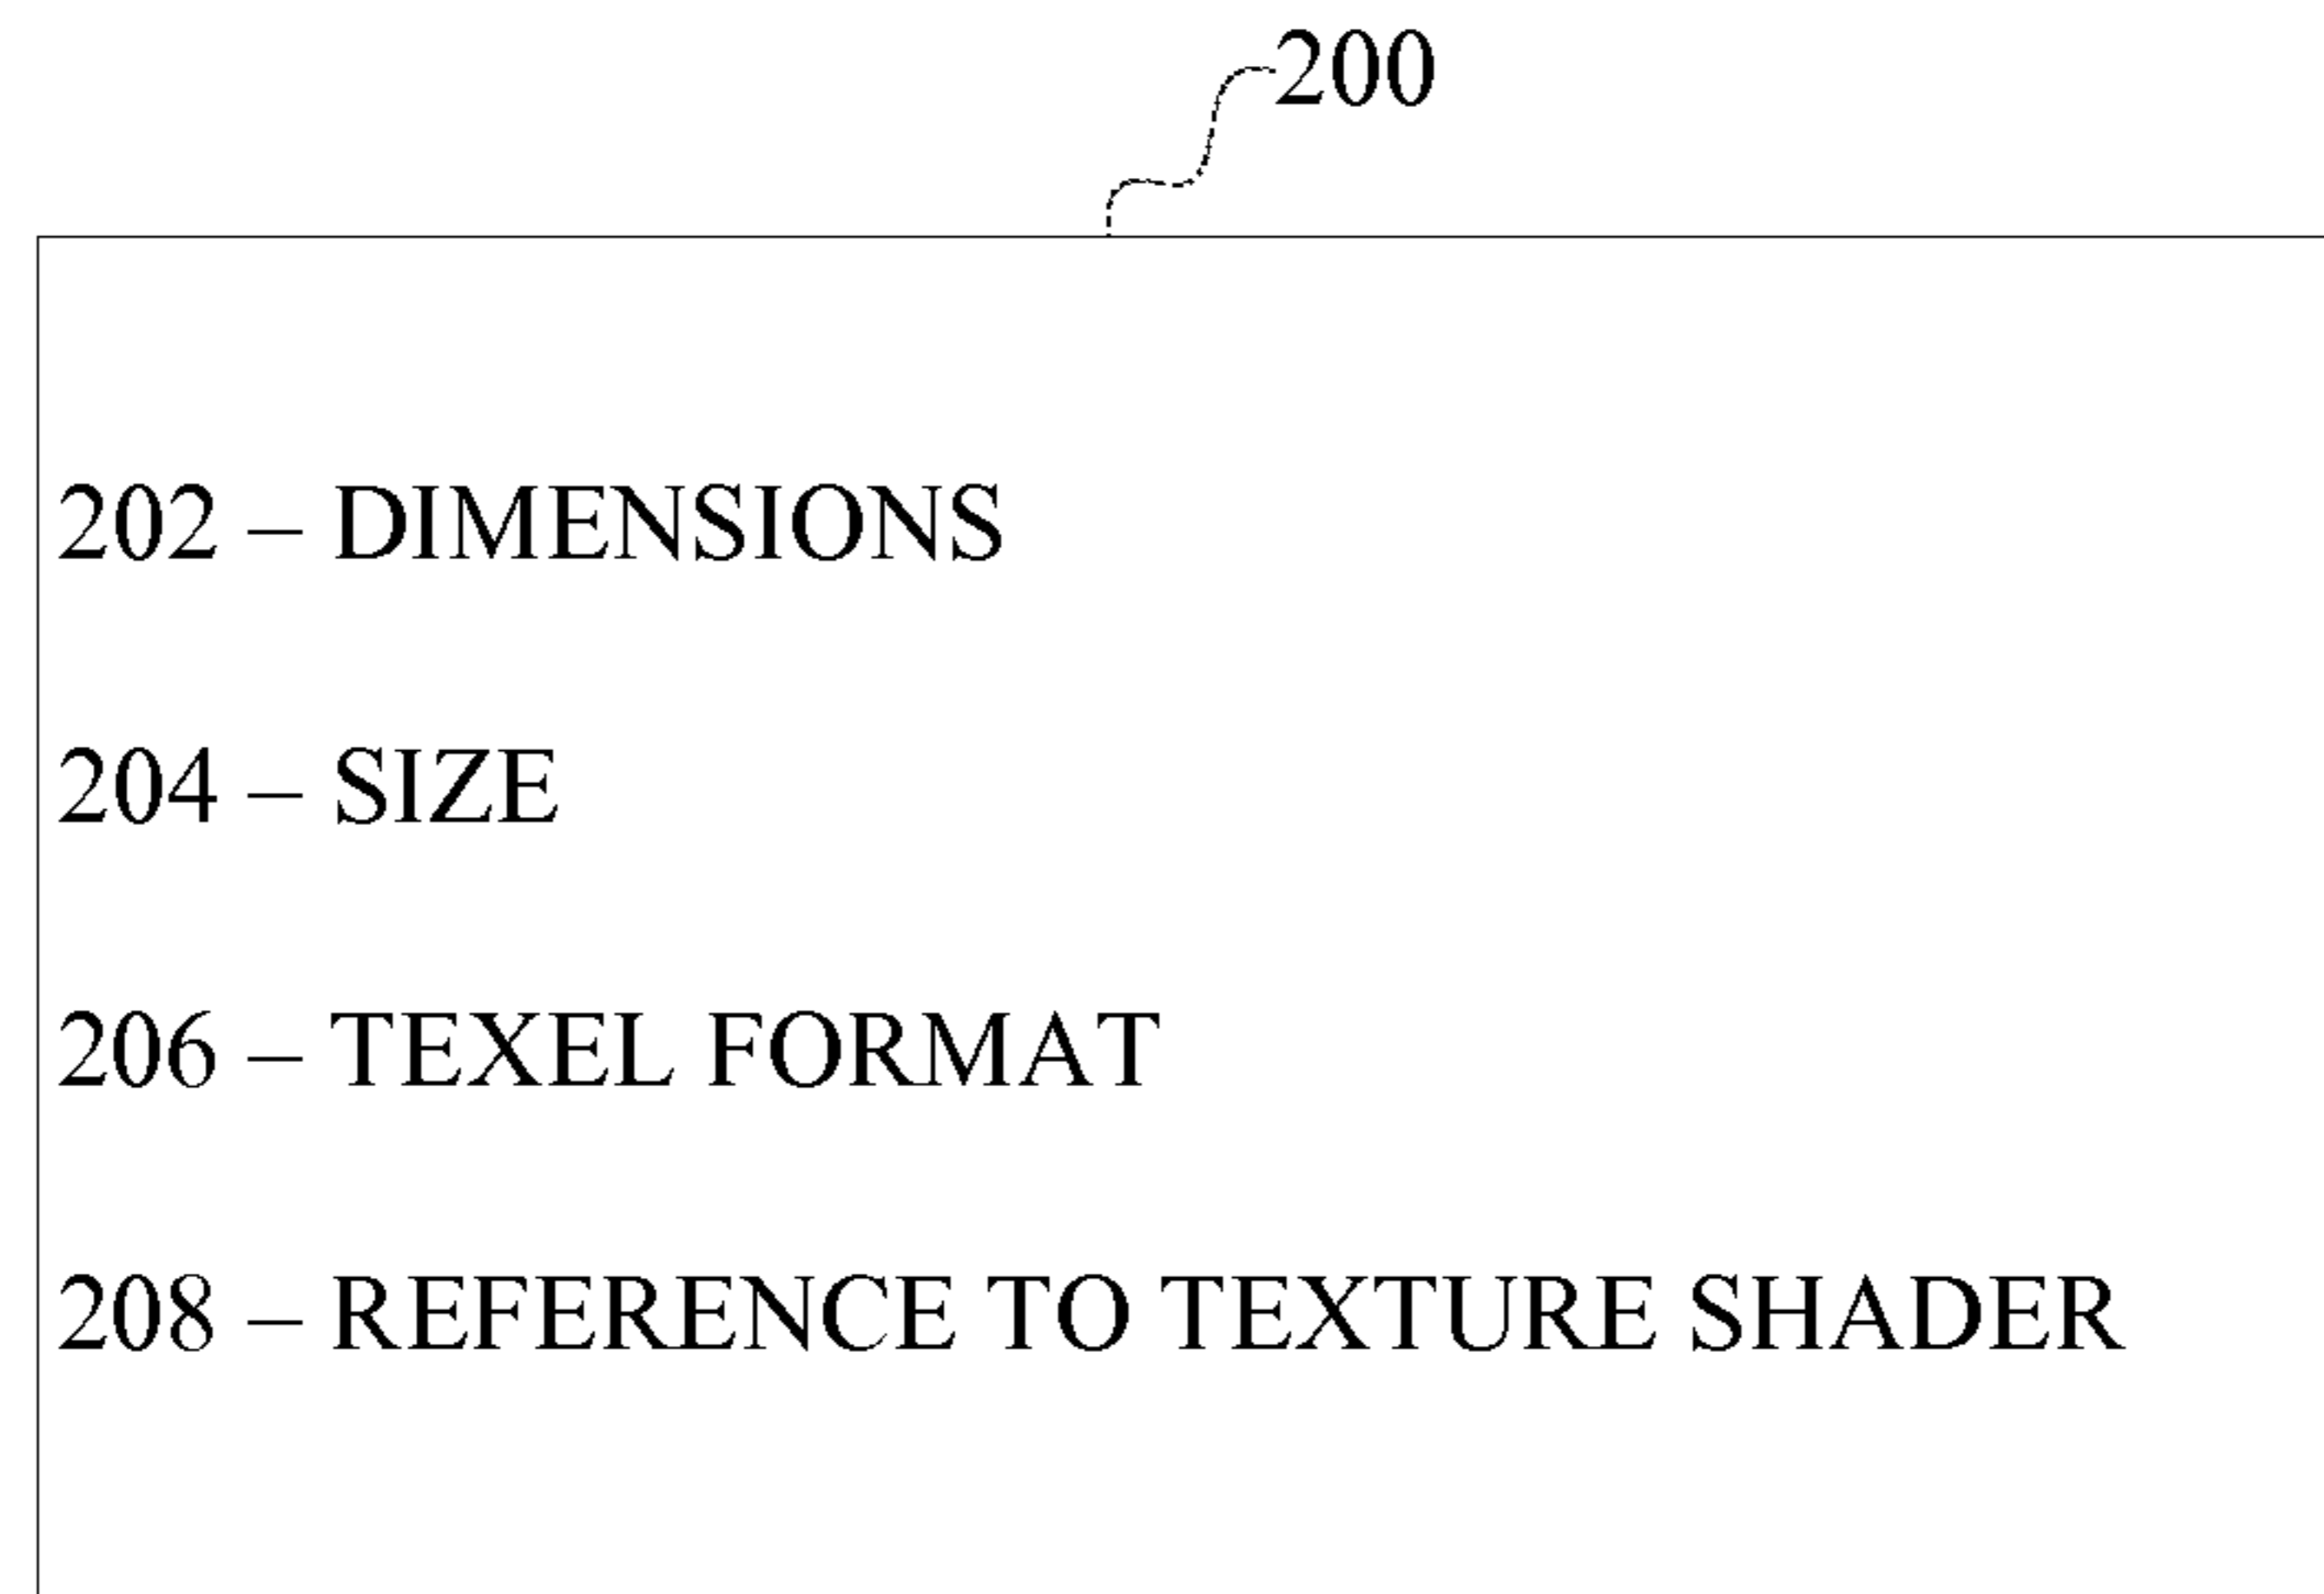 200
202 – DIMENSIONS
204 – SIZE
206 – TEXEL FORMAT
208 – REFERENCE TO TEXTURE SHADER